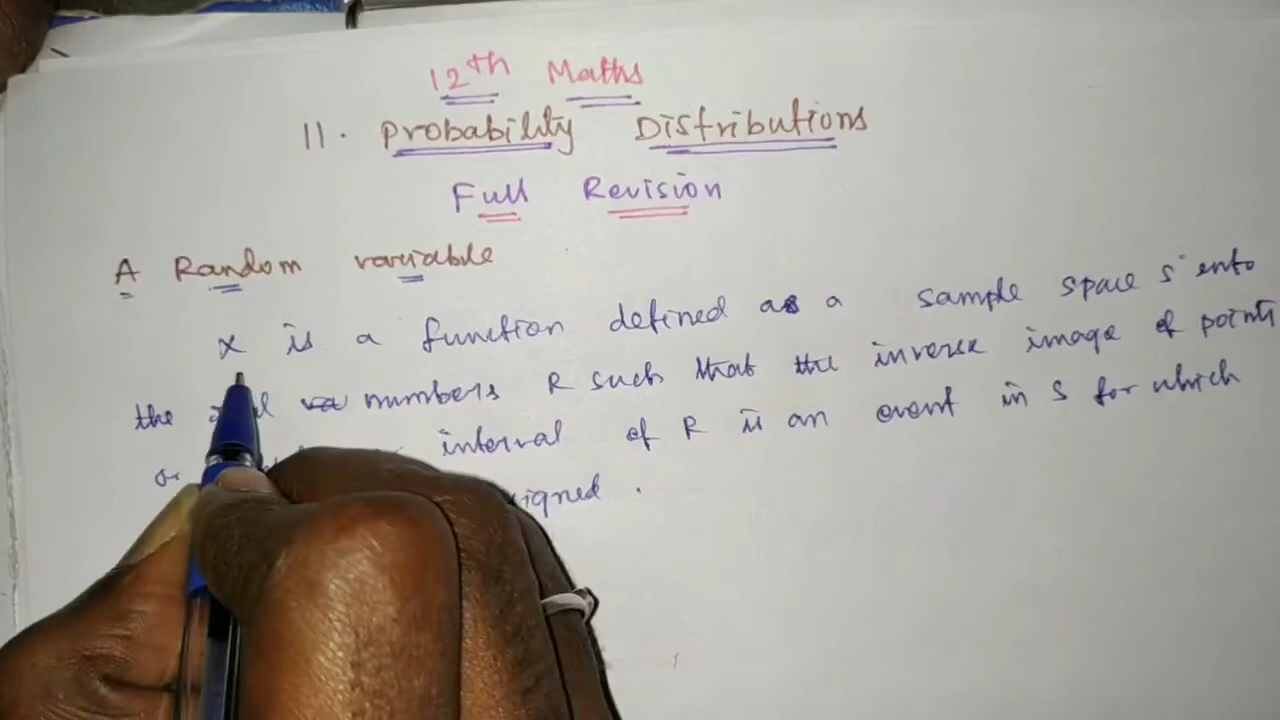 12th Maths
11. Probability Distributions
Full Revision
A Random variable
X is a function defined as a sample space S into
the numbers R such that the inverse image of points
or interval of R is an event in S for which